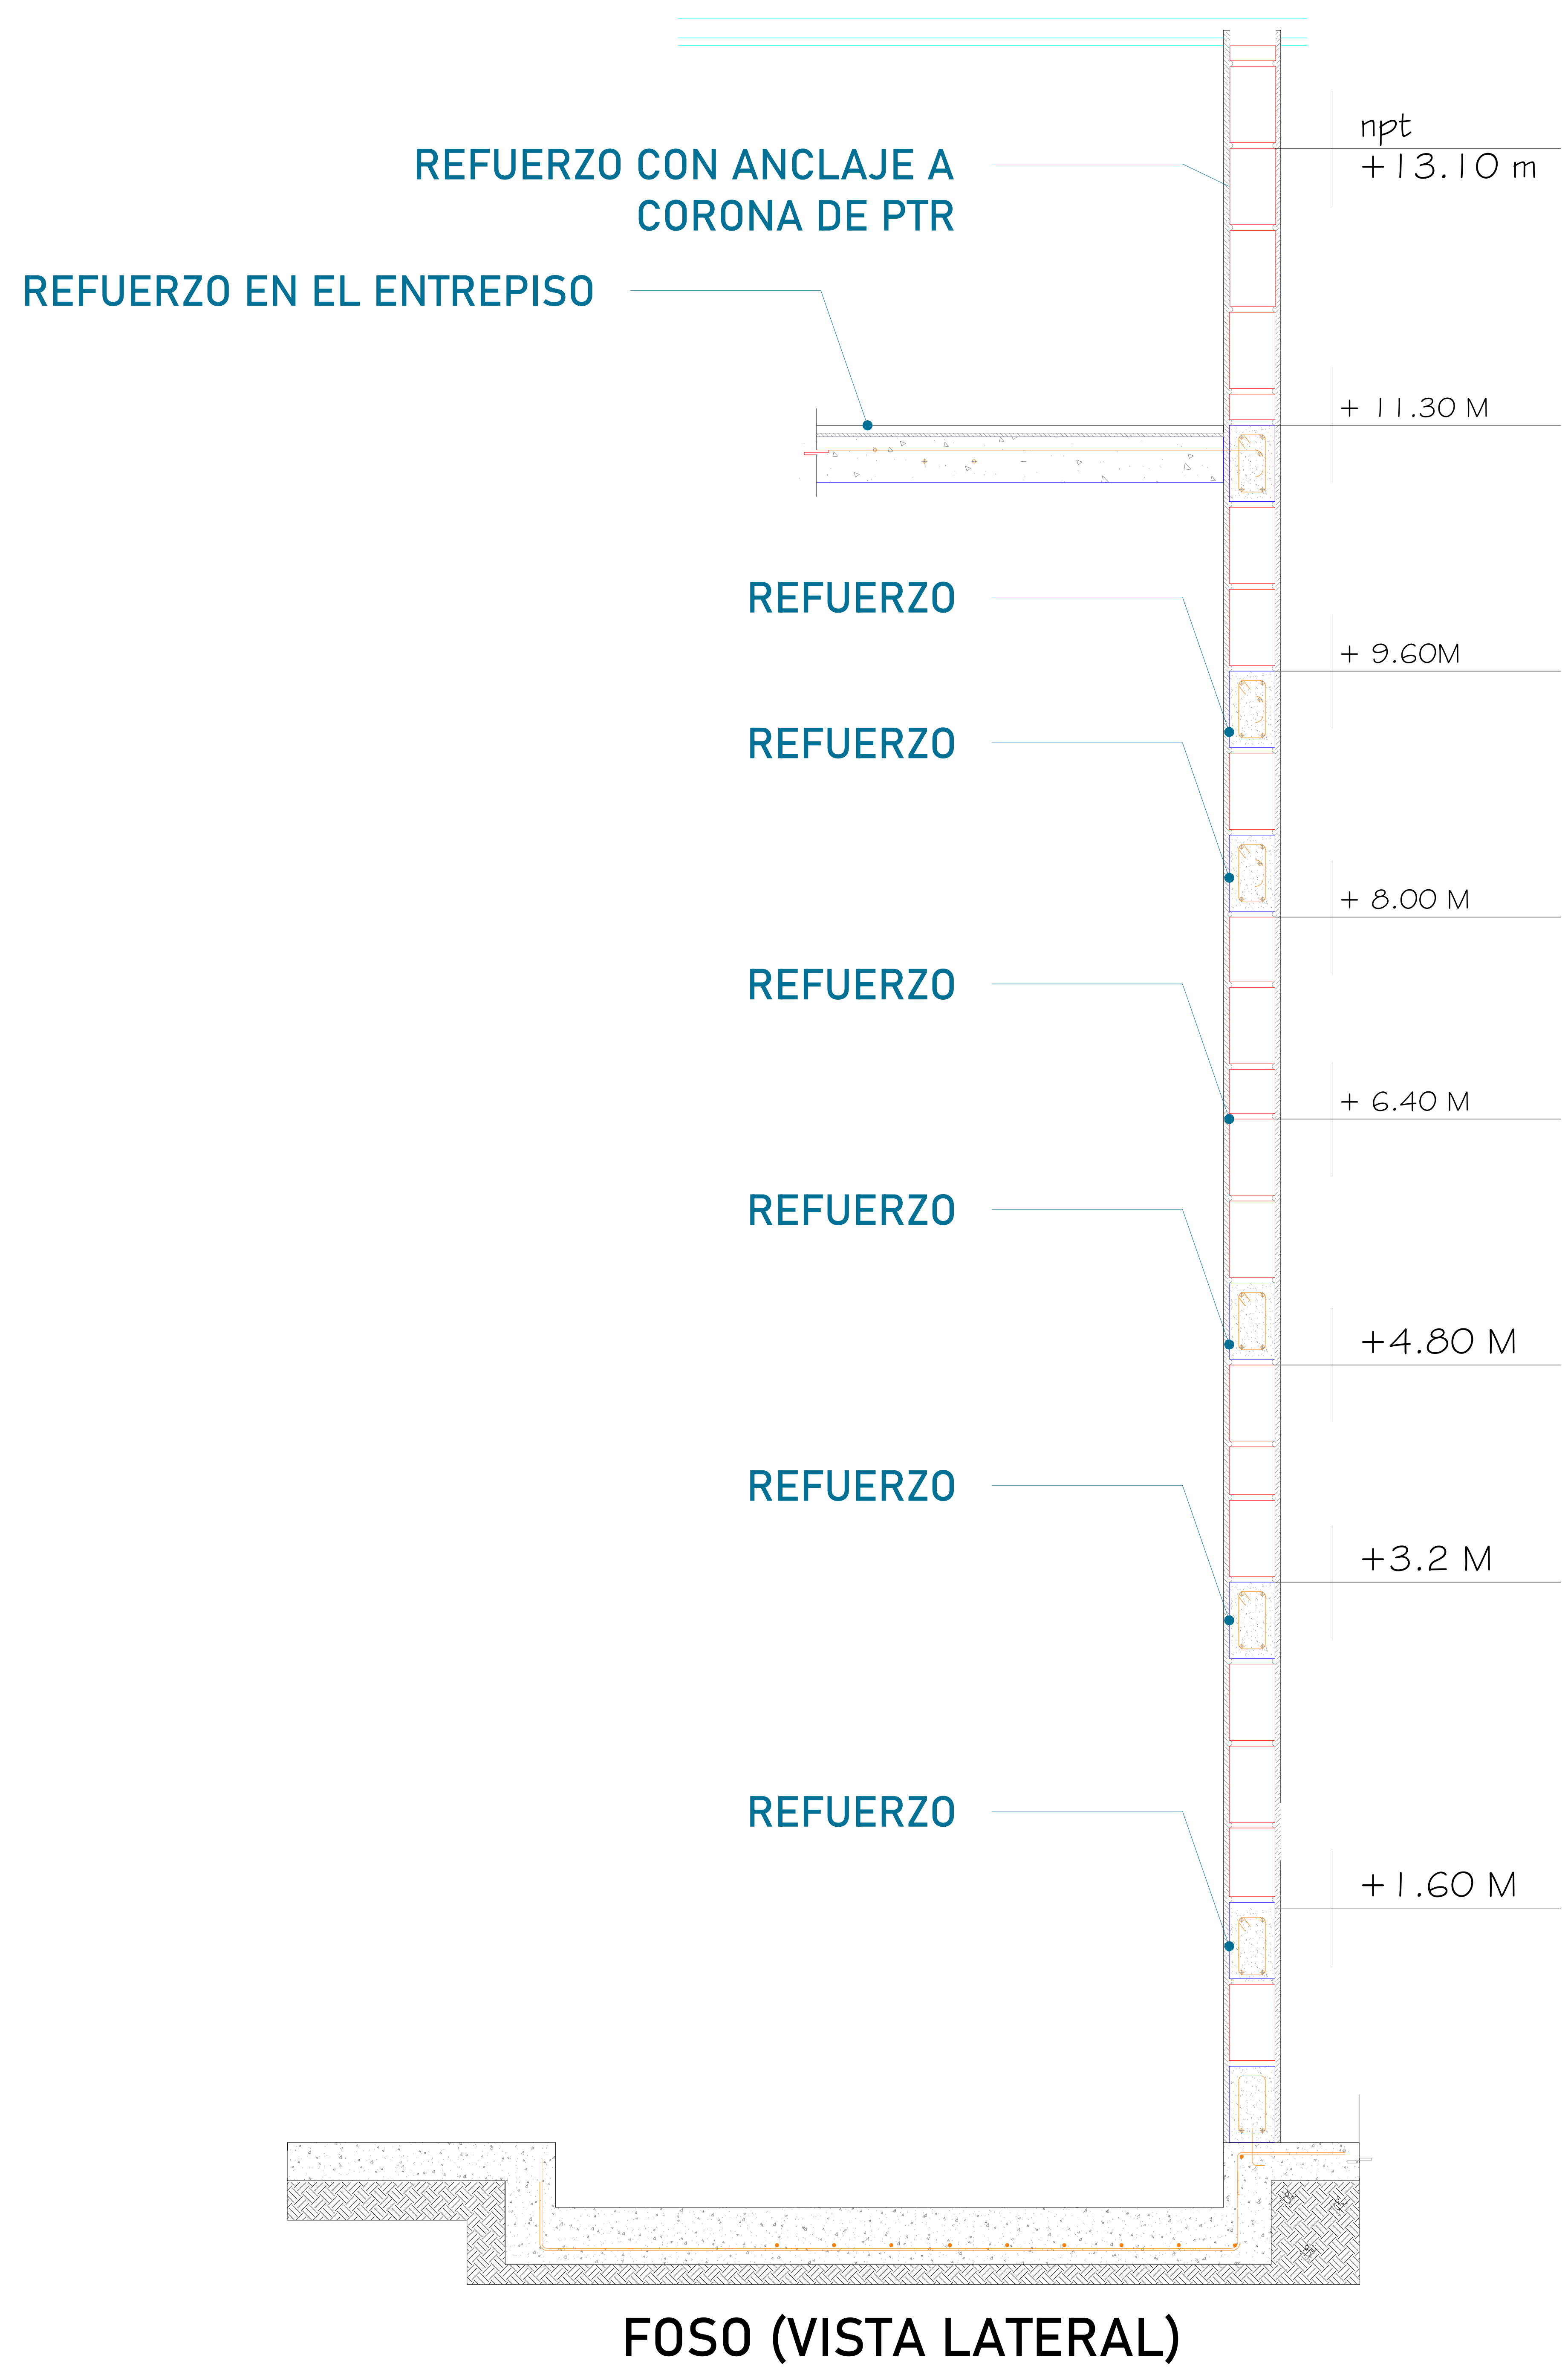 npt
+13.10 m
REFUERZO CON ANCLAJE A
CORONA DE PTR
REFUERZO EN EL ENTREPISO
+ 11.30 M
REFUERZO
+ 9.60M
REFUERZO
+ 8.00 M
REFUERZO
+ 6.40 M
REFUERZO
+4.80 M
REFUERZO
+3.2 M
REFUERZO
+1.60 M
FOSO (VISTA LATERAL)